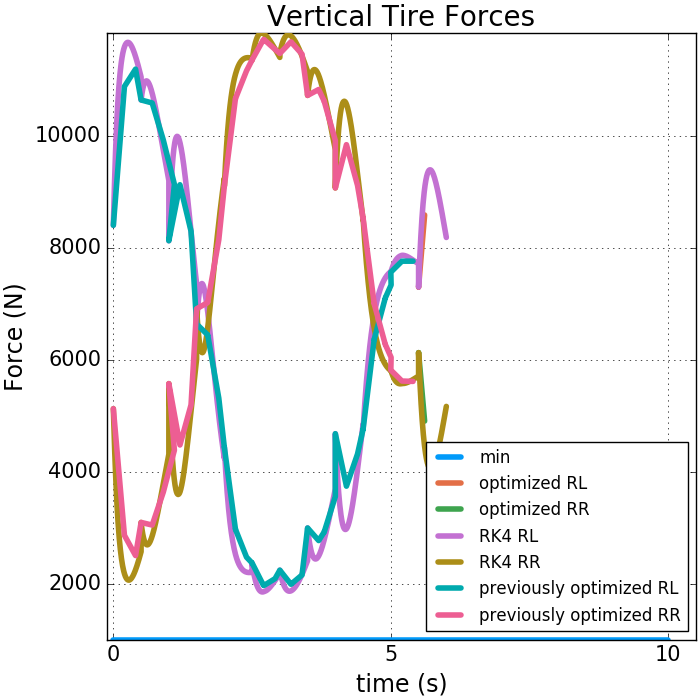 Vertical Tire Forces
Force (N)
10000
8000
6000
4000
2000
0
5
10
time (s)
min
optimized RL
optimized RR
RK4 RL
RK4 RR
previously optimized RL
previously optimized RR